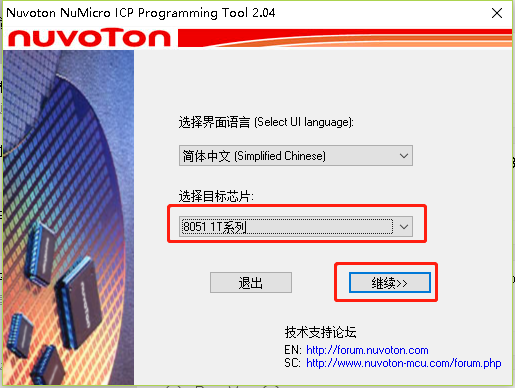 Nuvoton NuMicro ICP Programming Tool 2.04
nuvoTon
选择界面语言 (Select UI language):
简体中文 (Simplified Chinese)
选择目标芯片:
8051 1T系列
退出
继续>>
技术支持论坛
EN: http://forum.nuvoton.com
SC: http://www.nuvoton-mcu.com/forum.php